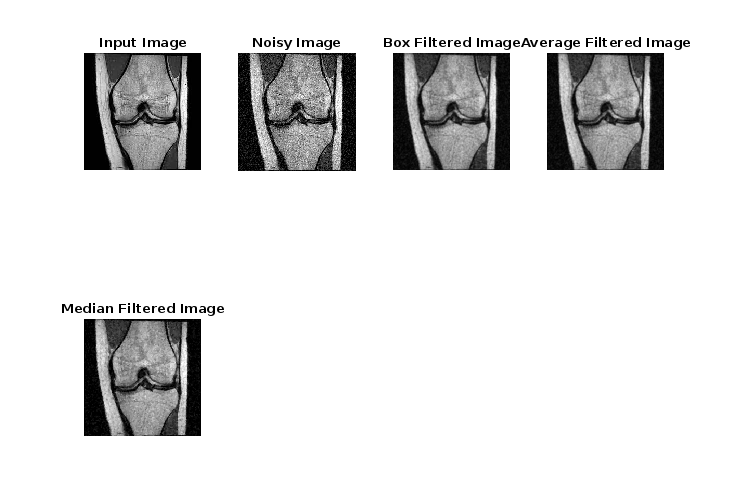 Input Image
Noisy Image
Box Filtered Image
Average Filtered Image
Median Filtered Image